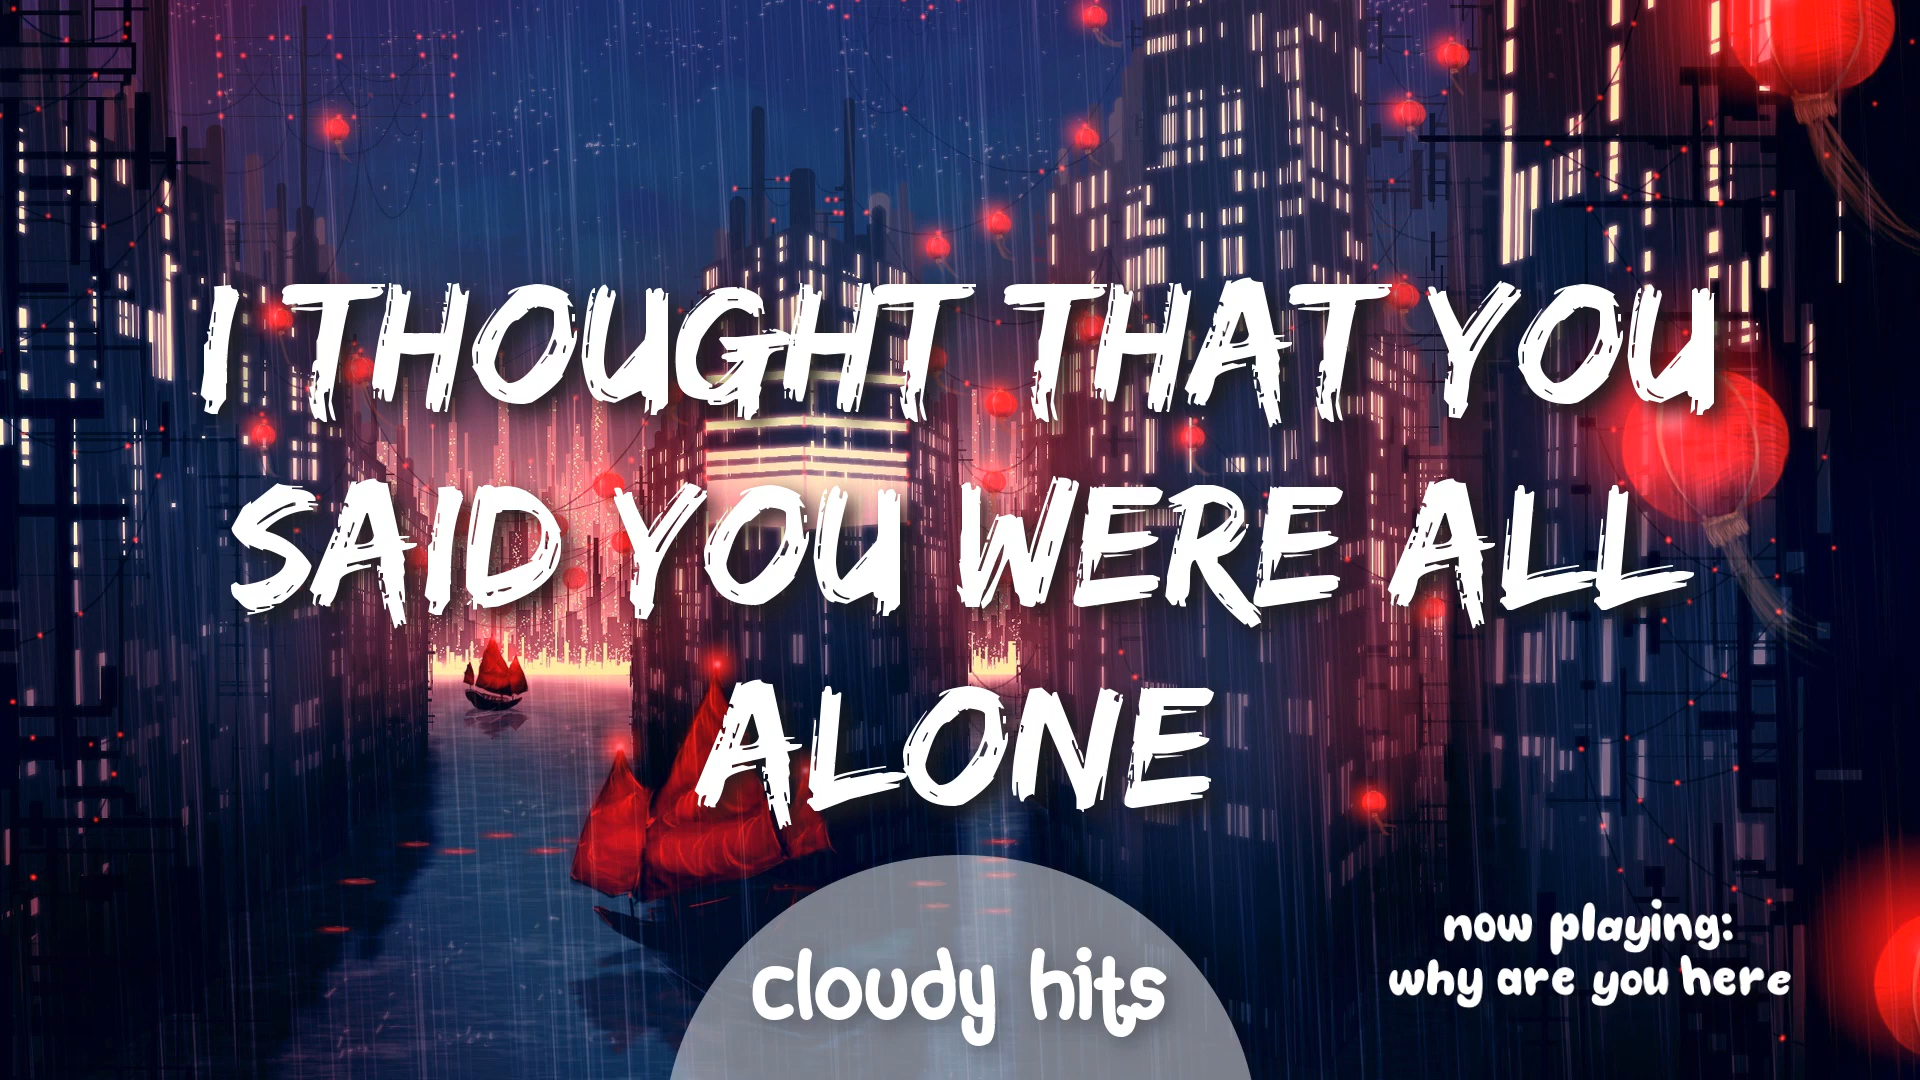 I THOUGHT THAT YOU
SAID YOU WERE ALL
ALONE
cloudy hits
now playing:
why are you here